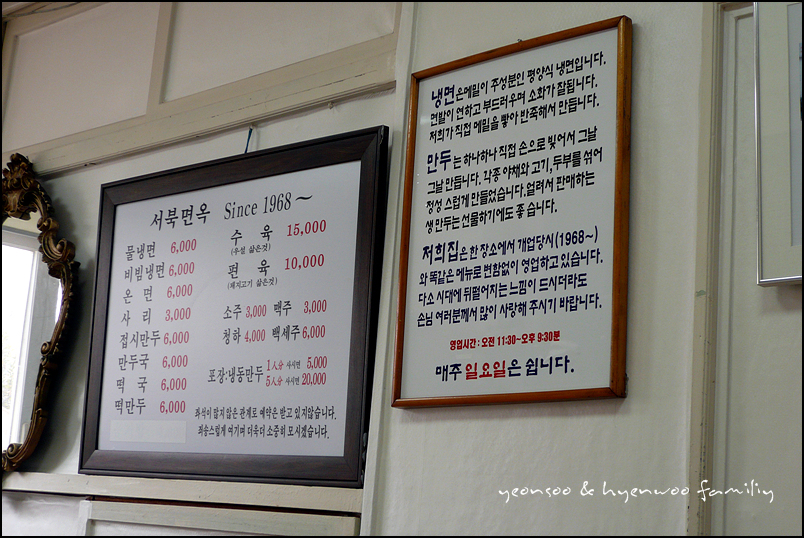 서북면옥 Since 1968~
물냉면 6,000
비빔냉면 6,000
온 면 6,000
사 리 3,000
접시만두 6,000
만두국 6,000
떡 국 6,000
떡만두 6,000
수 육 15,000
(우설 삶은것)
편 육 10,000
(돼지고기 삶은것)
소주 3,000 맥주 3,000
청하 4,000 백세주 6,000
포장·냉동만두 1人分 사시면 5,000
5人分 사시면 20,000
좌석이 많지 않은 관계로 예약은 받고 있지않습니다.
죄송스럽게 여기며 더욱더 소중히 모시겠습니다.
냉면은메밀이 주성분인 평양식 냉면입니다.
면발이 연하고 부드러우며 소화가 잘됩니다.
저희가 직접 메밀을 빻아 반죽해서 만듭니다.
만두는 하나하나 직접 손으로 빚어서 그날
그날 만듭니다. 각종 야채와 고기,두부를 섞어
정성 스럽게 만들었습니다.얼려서 판매하는
생 만두는 선물하기에도 좋 습니다.
저희집은 한 장소에서 개업당시(1968~)
와 똑같은 메뉴로 변함없이 영업하고 있습니다.
다소 시대에 뒤떨어지는 느낌이 드시더라도
손님 여러분께서 많이 사랑해 주시기 바랍니다.
영업시간: 오전 11:30-오후 9:30분
매주 일요일은 쉽니다.
yeonsoo & hyenwoo familiy